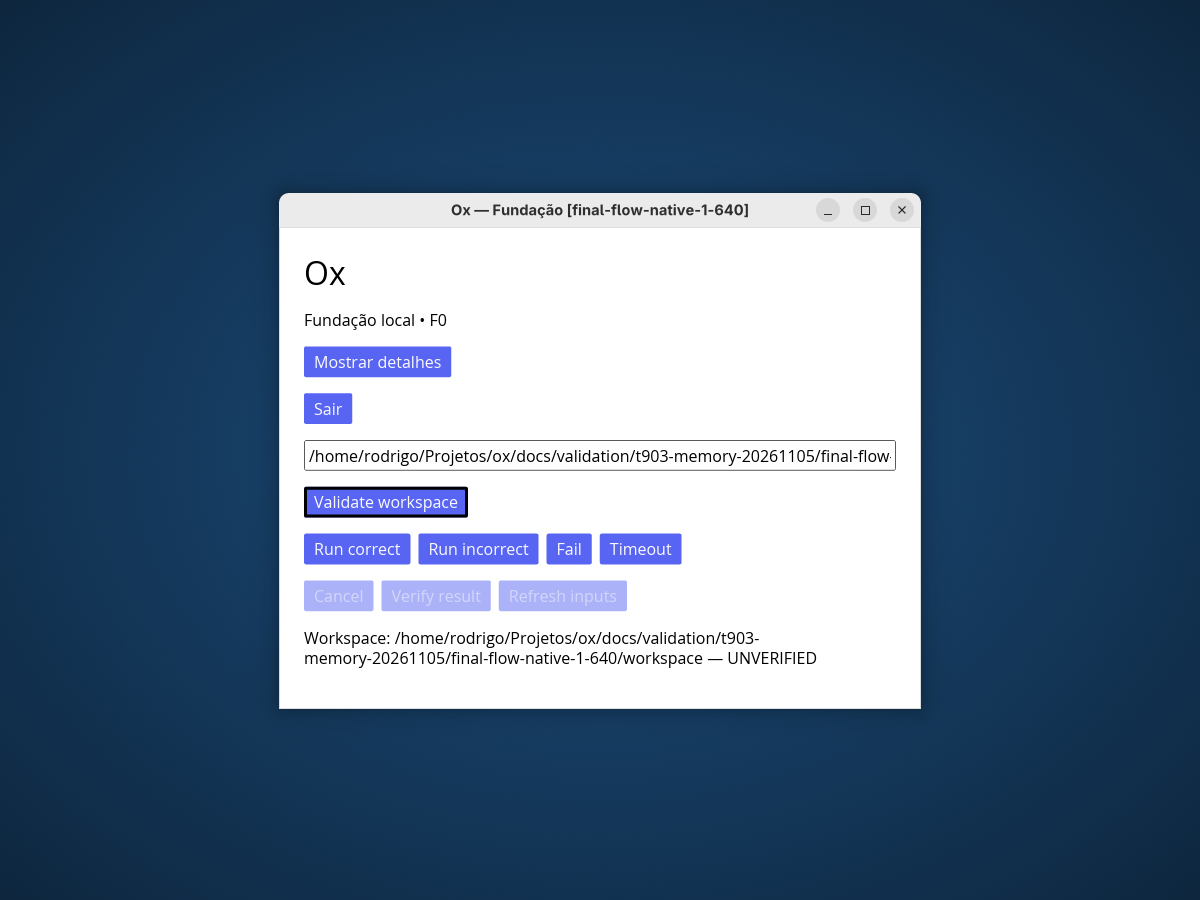 Ox — Fundação [final-flow-native-1-640]
Ox
Fundação local • F0
Mostrar detalhes
Sair
/home/rodrigo/Projetos/ox/docs/validation/t903-memory-20261105/final-flow-
Validate workspace
Run correct Run incorrect Fail Timeout
Cancel Verify result Refresh inputs
Workspace: /home/rodrigo/Projetos/ox/docs/validation/t903-
memory-20261105/final-flow-native-1-640/workspace — UNVERIFIED